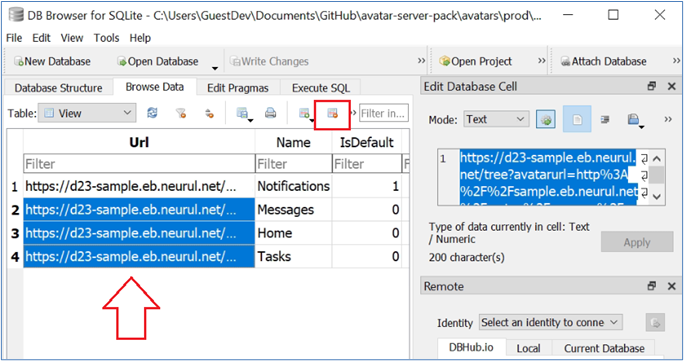 DB Browser for SQLite - C:\Users\GuestDev\Documents\GitHub\avatar-server-pack\avatars\prod\...
File Edit View Tools Help
New Database Open Database Write Changes » Open Project » Attach Database »
Database Structure Browse Data Edit Pragmas Execute SQL
Table: View » Filter in...
Url Name IsDefault
Filter Filter Filter
1 https://d23-sample.eb.neurul.net/... Notifications 1
2 https://d23-sample.eb.neurul.net/... Messages 0
3 https://d23-sample.eb.neurul.net/... Home 0
4 https://d23-sample.eb.neurul.net/... Tasks 0
Edit Database Cell
Mode: Text »
1 https://d23-sample.eb.neurul.
net/tree?avatarurl=http%3A
%2F%2Fsample.eb.neurul.net
Type of data currently in cell: Text
/ Numeric
Apply
200 character(s)
Remote
Identity Select an identity to conne
DBHub.io Local Current Database